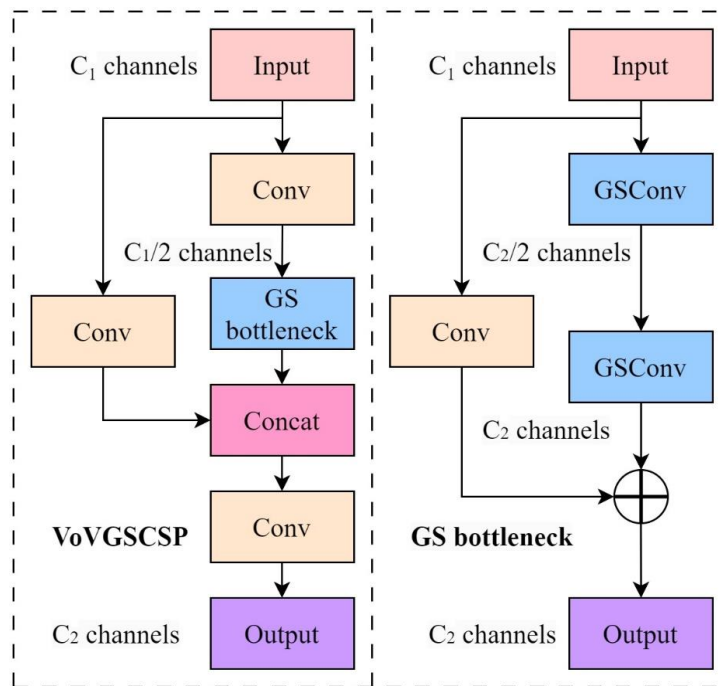 C₁ channels
Input
Conv
C₁/2 channels
Conv
GS
bottleneck
Concat
Conv
VoVGSCSP
C₂ channels
Output
C₁ channels
Input
GSConv
C₂/2 channels
Conv
GSConv
C₂ channels
GS bottleneck
C₂ channels
Output